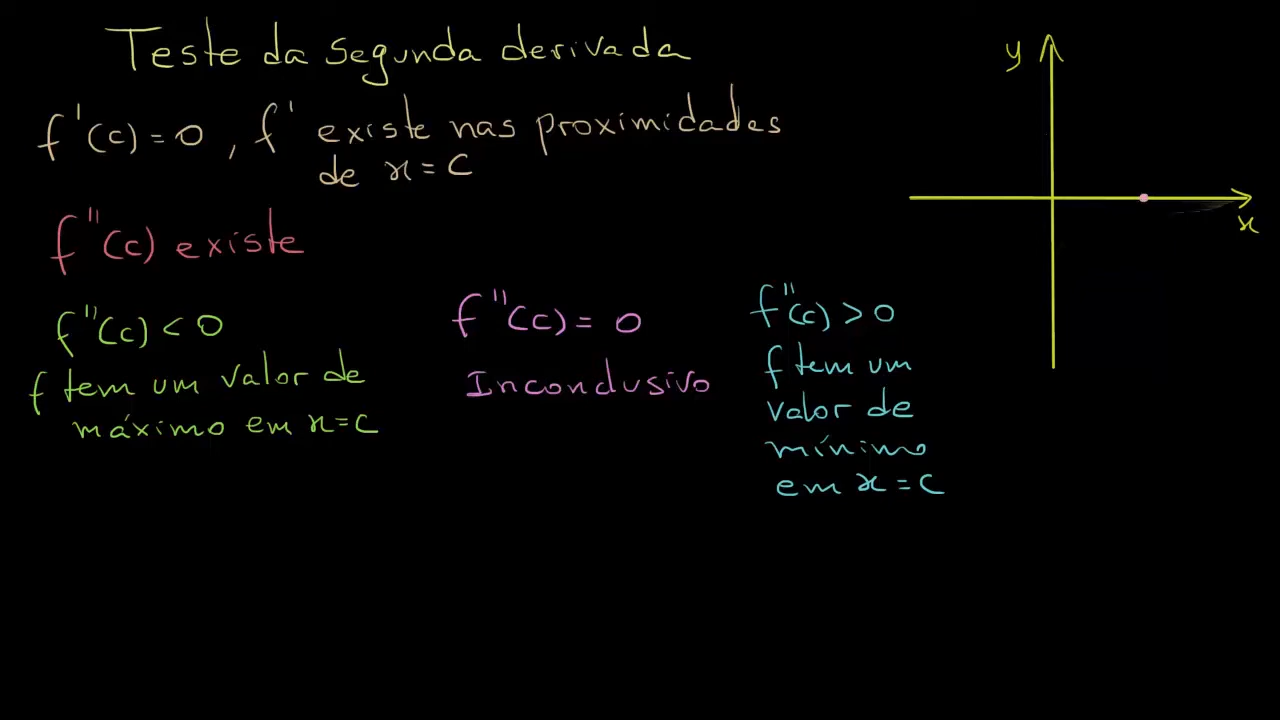 Teste da segunda derivada
f'(c) = 0, f' existe nas proximidades
de x = c
f''(c) existe
f''(c) < 0
f tem um valor de
máximo em x = c
f''(c) = 0
Inconclusivo
f''(c) > 0
f tem um
valor de
mínimo
em x = c
y
x